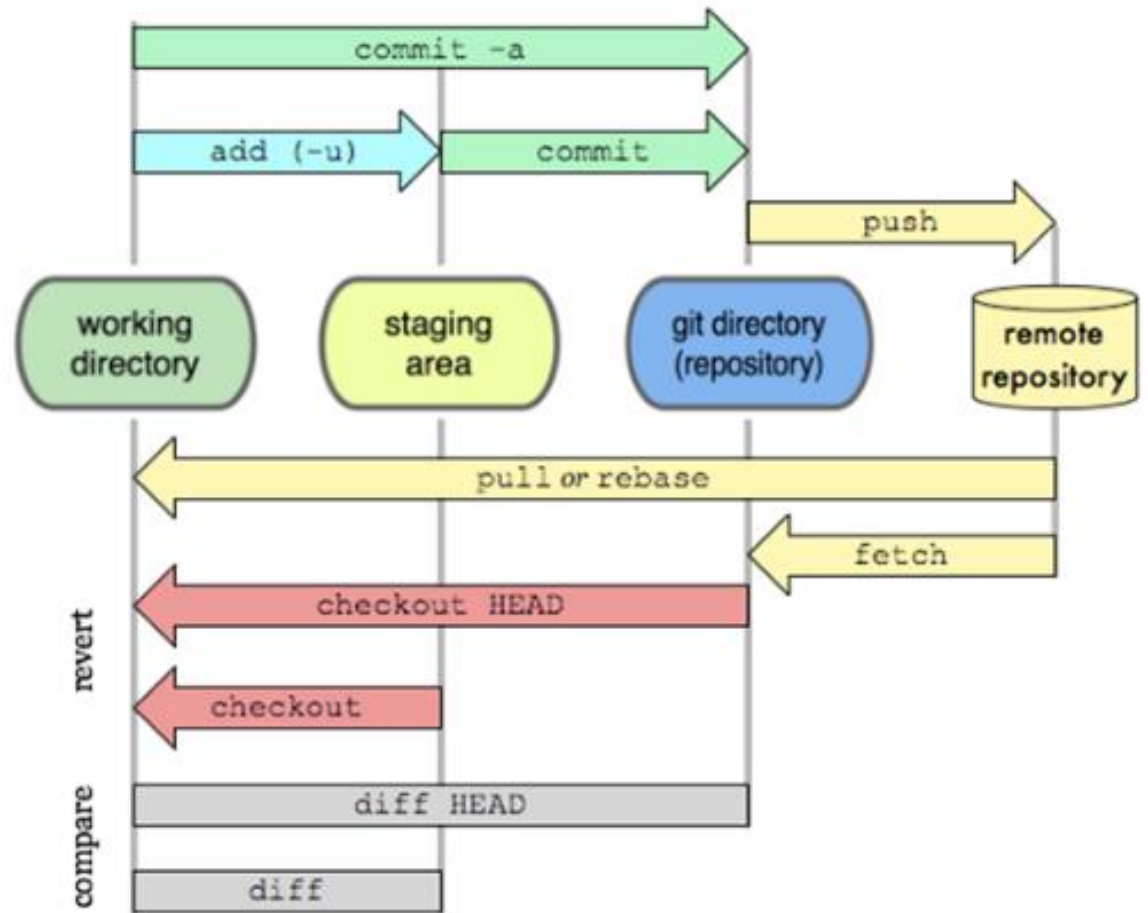 commit -a
add (-u)
commit
push
working
directory
staging
area
git directory
(repository)
remote
repository
pull or rebase
fetch
revert
checkout HEAD
checkout
compare
diff HEAD
diff